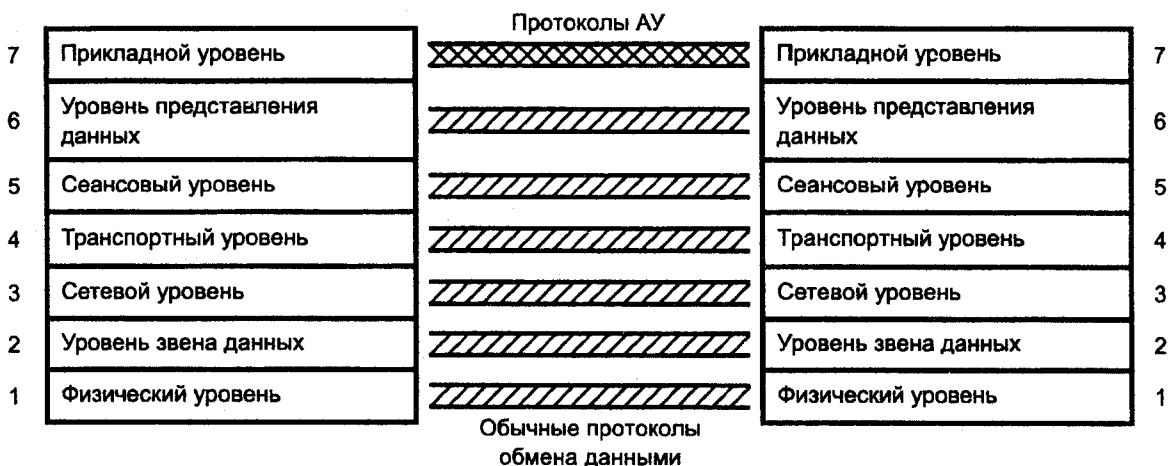 Протоколы АУ
7 Прикладной уровень Прикладной уровень 7
6 Уровень представления данных Уровень представления данных 6
5 Сеансовый уровень Сеансовый уровень 5
4 Транспортный уровень Транспортный уровень 4
3 Сетевой уровень Сетевой уровень 3
2 Уровень звена данных Уровень звена данных 2
1 Физический уровень Физический уровень 1
Обычные протоколы
обмена данными